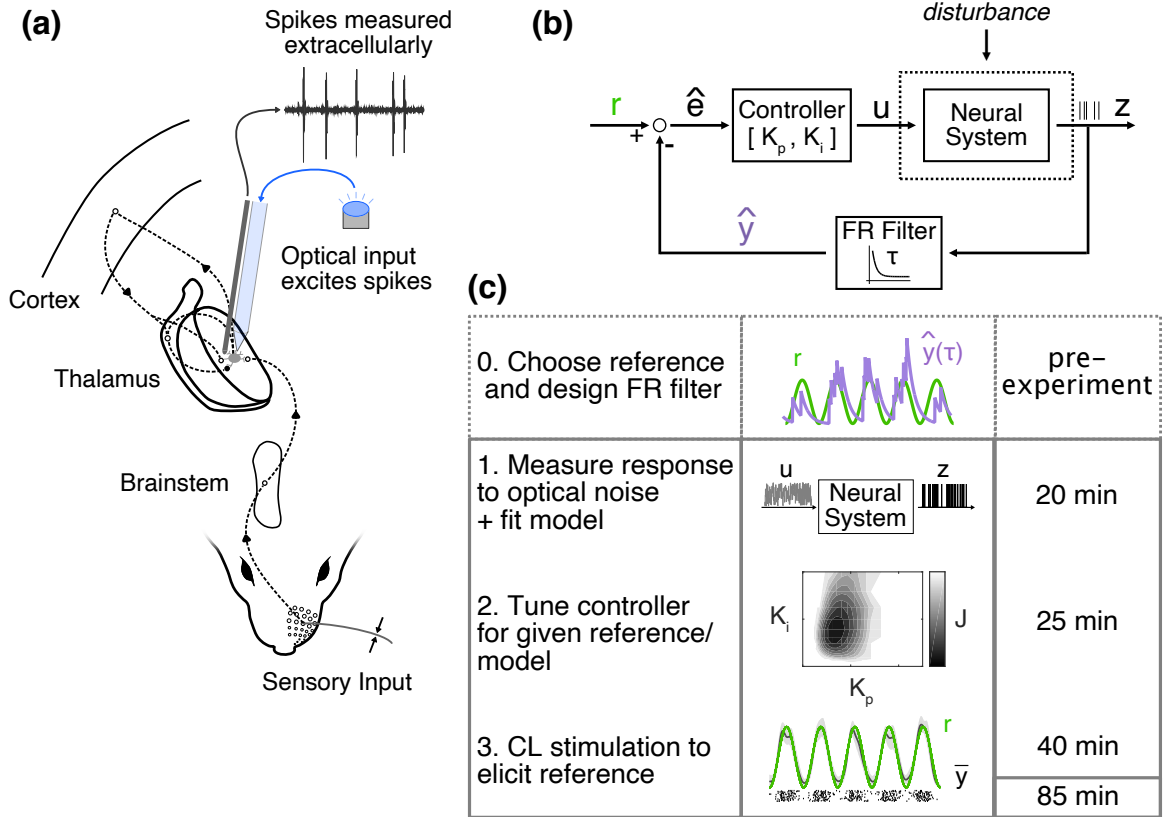 (a)
Spikes measured
extracellularly
Optical input
excites spikes
Cortex
Thalamus
Brainstem
Sensory Input
(b)
disturbance
r
+
-
ê
Controller
[ Kp , Ki ]
u
Neural
System
z
ŷ
FR Filter
τ
(c)
0. Choose reference
and design FR filter
r
ŷ(τ)
pre-
experiment
1. Measure response
to optical noise
+ fit model
u
Neural
System
z
20 min
2. Tune controller
for given reference/
model
Ki
Kp
J
25 min
3. CL stimulation to
elicit reference
r
y̅
40 min
85 min